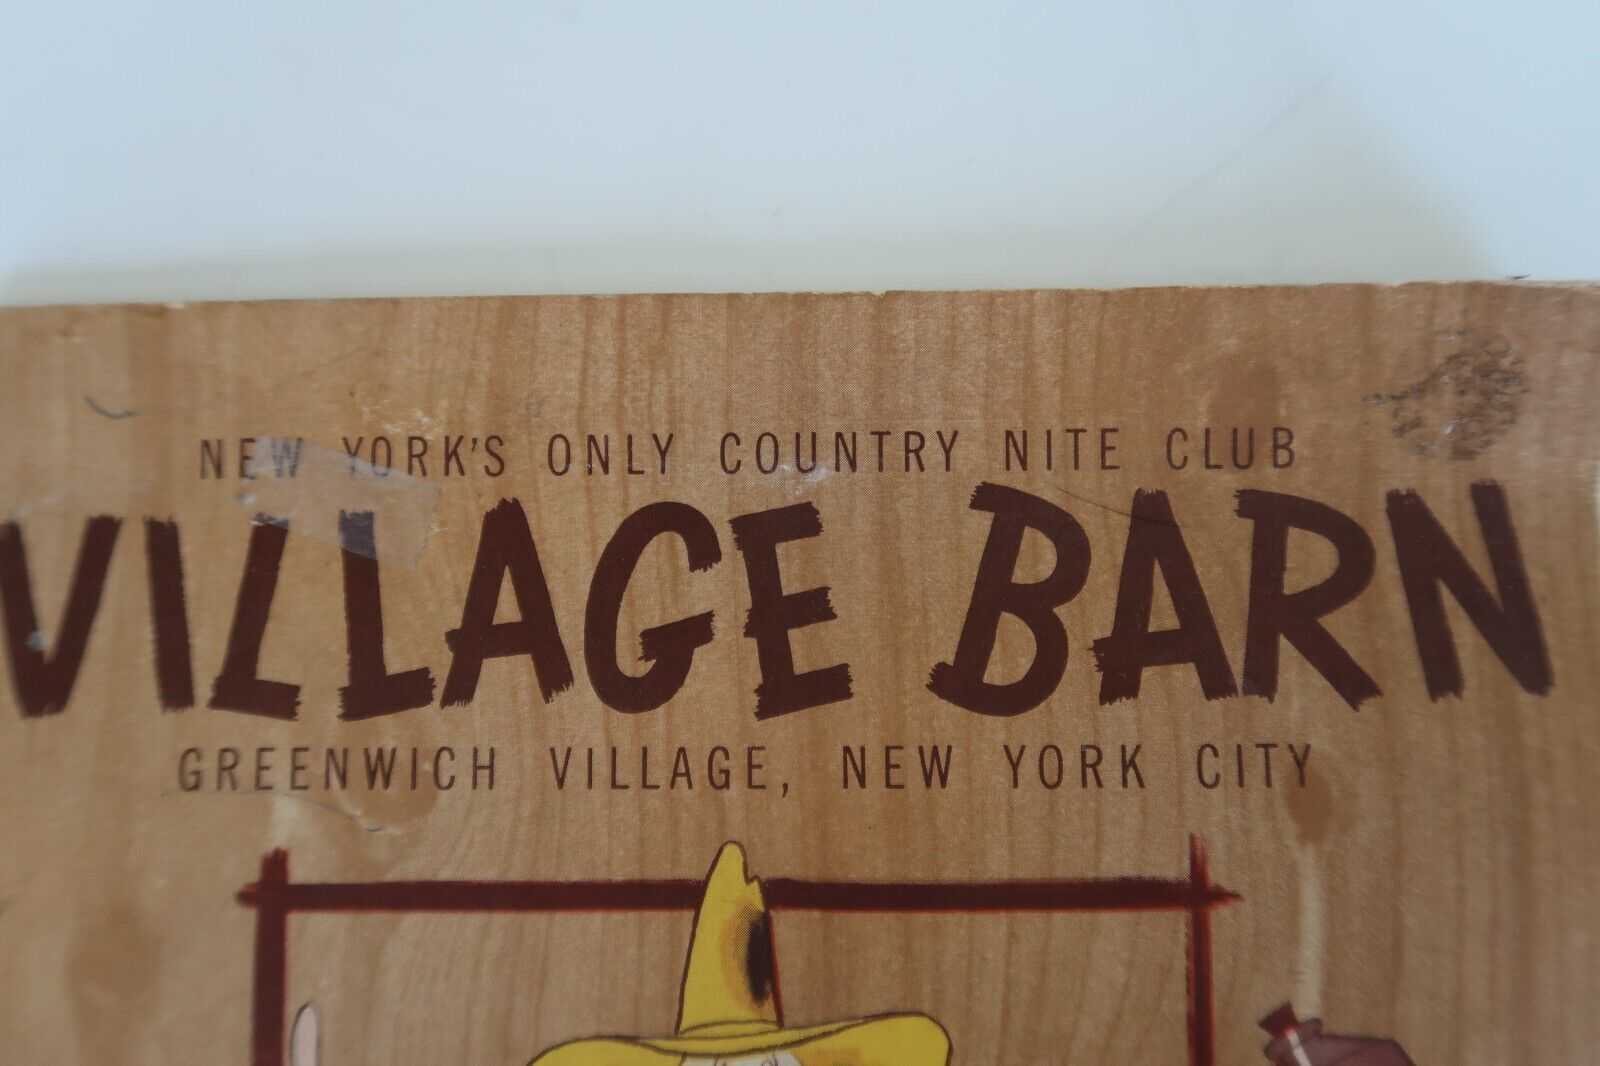 NEW YORK'S ONLY COUNTRY NITE CLUB
VILLAGE BARN
GREENWICH VILLAGE, NEW YORK CITY